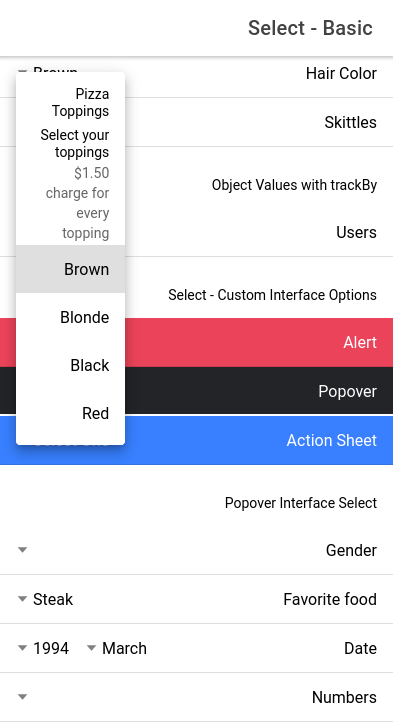 Select - Basic
Hair Color
Brown
Skittles
Object Values with trackBy
Users
Select - Custom Interface Options
Alert
Popover
Action Sheet
Pizza
Toppings
Select your
toppings
$1.50
charge for
every
topping
Brown
Blonde
Black
Red
Popover Interface Select
Gender
Favorite food
Steak
Date
March
1994
Numbers